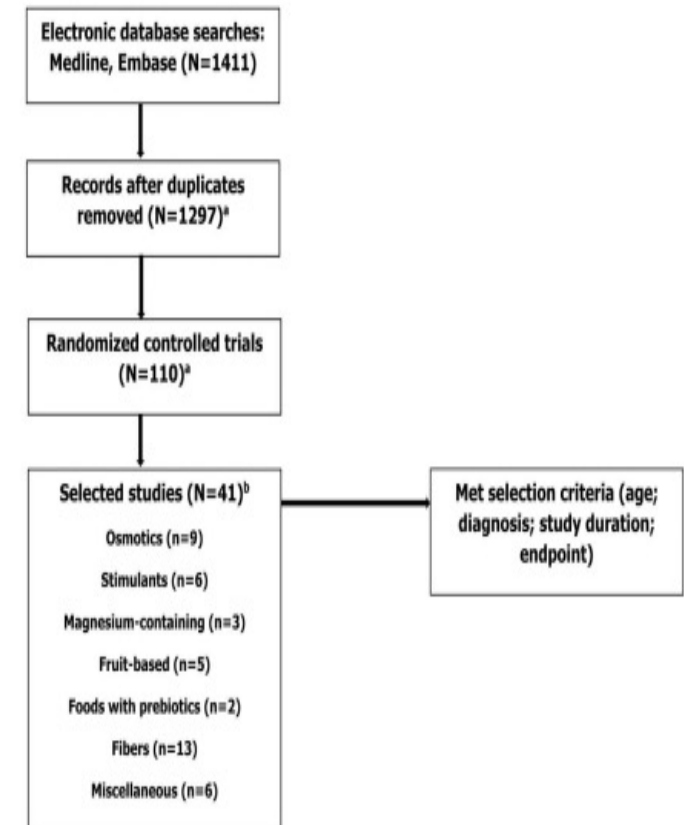 Electronic database searches:
Medline, Embase (N=1411)
Records after duplicates
removed (N=1297)ª
Randomized controlled trials
(N=110)ª
Selected studies (N=41)ᵇ
Osmotics (n=9)
Stimulants (n=6)
Magnesium-containing (n=3)
Fruit-based (n=5)
Foods with prebiotics (n=2)
Fibers (n=13)
Miscellaneous (n=6)
Met selection criteria (age;
diagnosis; study duration;
endpoint)